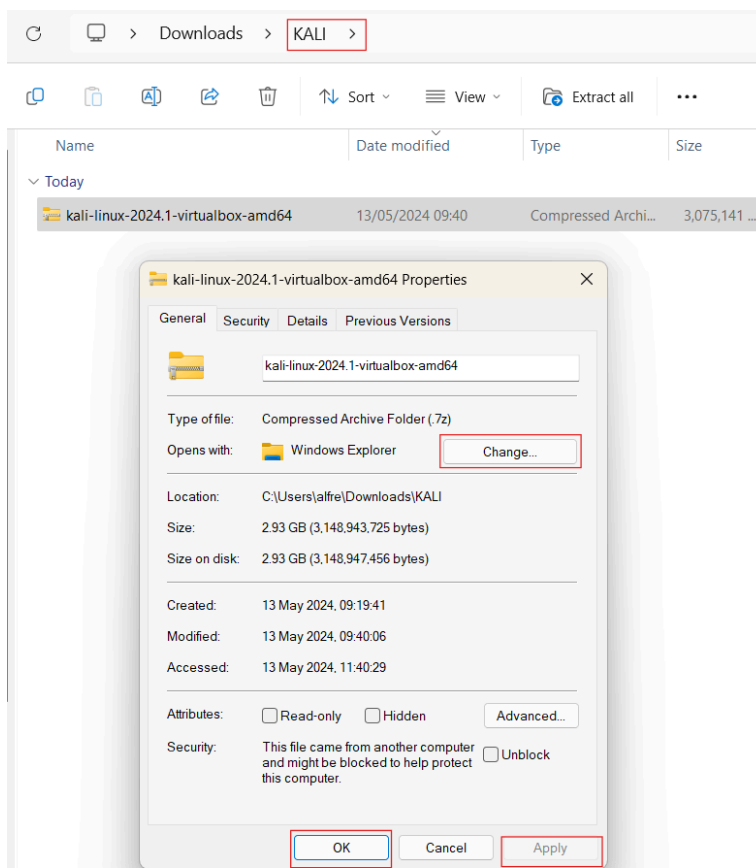 Downloads > KALI >
Sort View Extract all ...
Name Date modified Type Size
Today
kali-linux-2024.1-virtualbox-amd64 13/05/2024 09:40 Compressed Archi... 3,075,141 ...
kali-linux-2024.1-virtualbox-amd64 Properties
General Security Details Previous Versions
kali-linux-2024.1-virtualbox-amd64
Type of file: Compressed Archive Folder (.7z)
Opens with: Windows Explorer Change...
Location: C:\Users\alfre\Downloads\KALI
Size: 2.93 GB (3,148,943,725 bytes)
Size on disk: 2.93 GB (3,148,947,456 bytes)
Created: 13 May 2024, 09:19:41
Modified: 13 May 2024, 09:40:06
Accessed: 13 May 2024, 11:40:29
Attributes: Read-only Hidden Advanced...
Security: This file came from another computer
and might be blocked to help protect
this computer.
Unblock
OK Cancel Apply